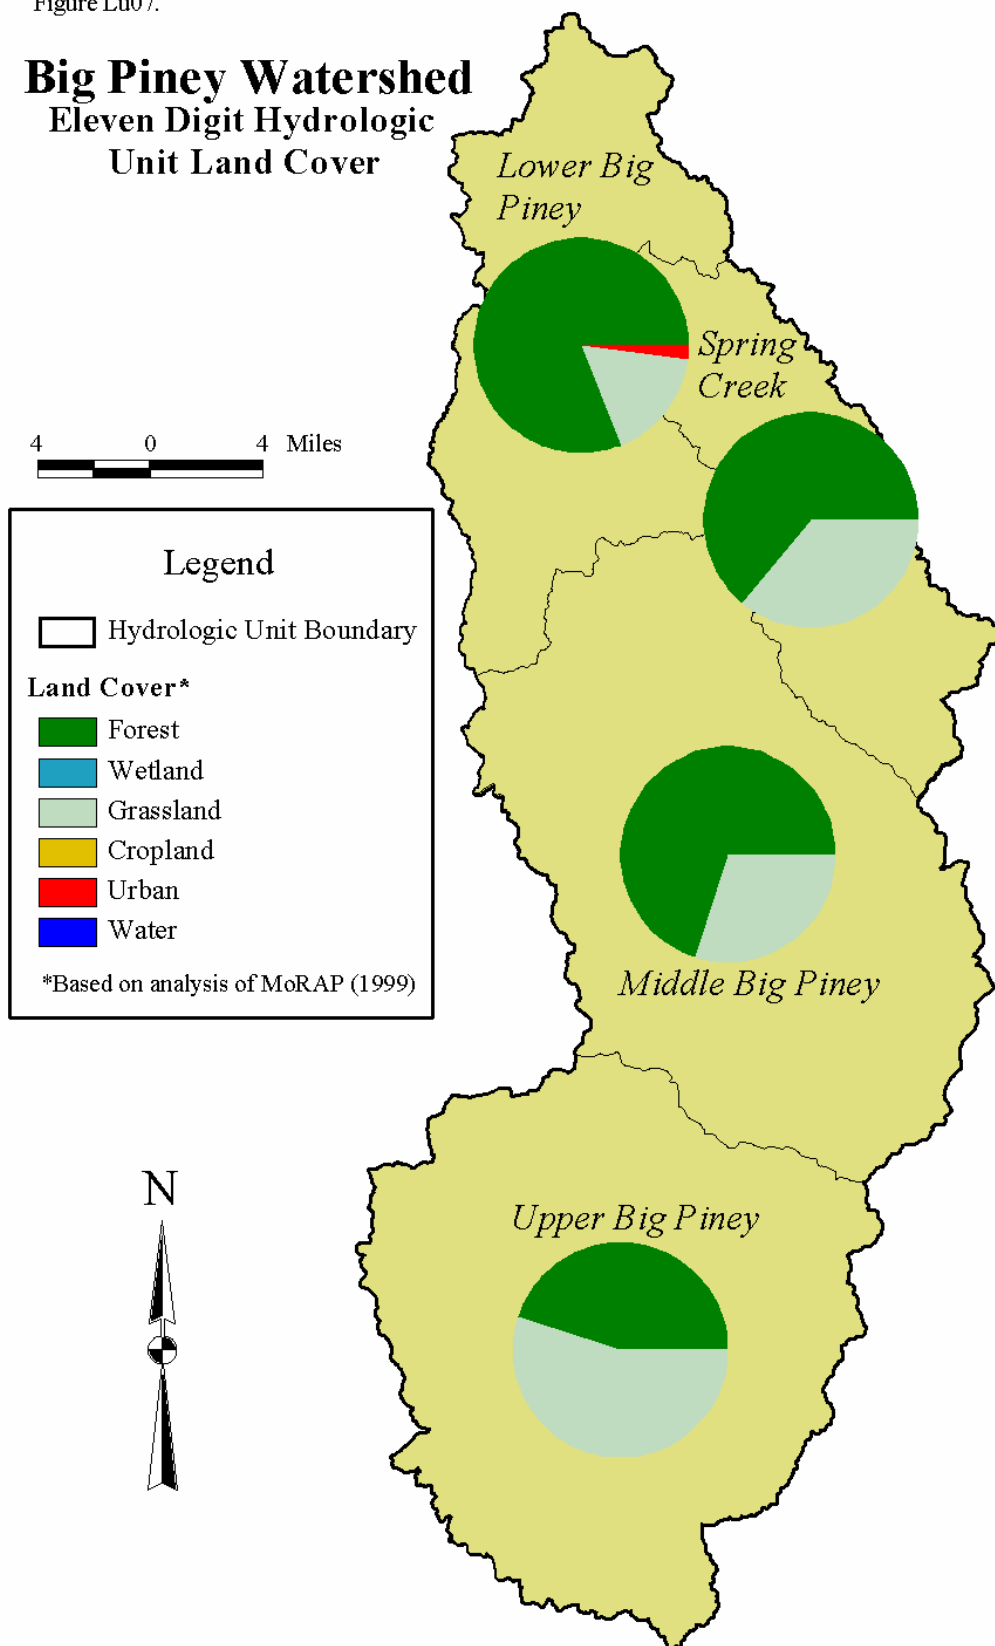 Figure Lu07.
Big Piney Watershed
Eleven Digit Hydrologic
Unit Land Cover
Lower Big
Piney
Spring
Creek
4 0 4 Miles
Legend
Hydrologic Unit Boundary
Land Cover*
Forest
Wetland
Grassland
Cropland
Urban
Water
*Based on analysis of MoRAP (1999)
Middle Big Piney
N
Upper Big Piney